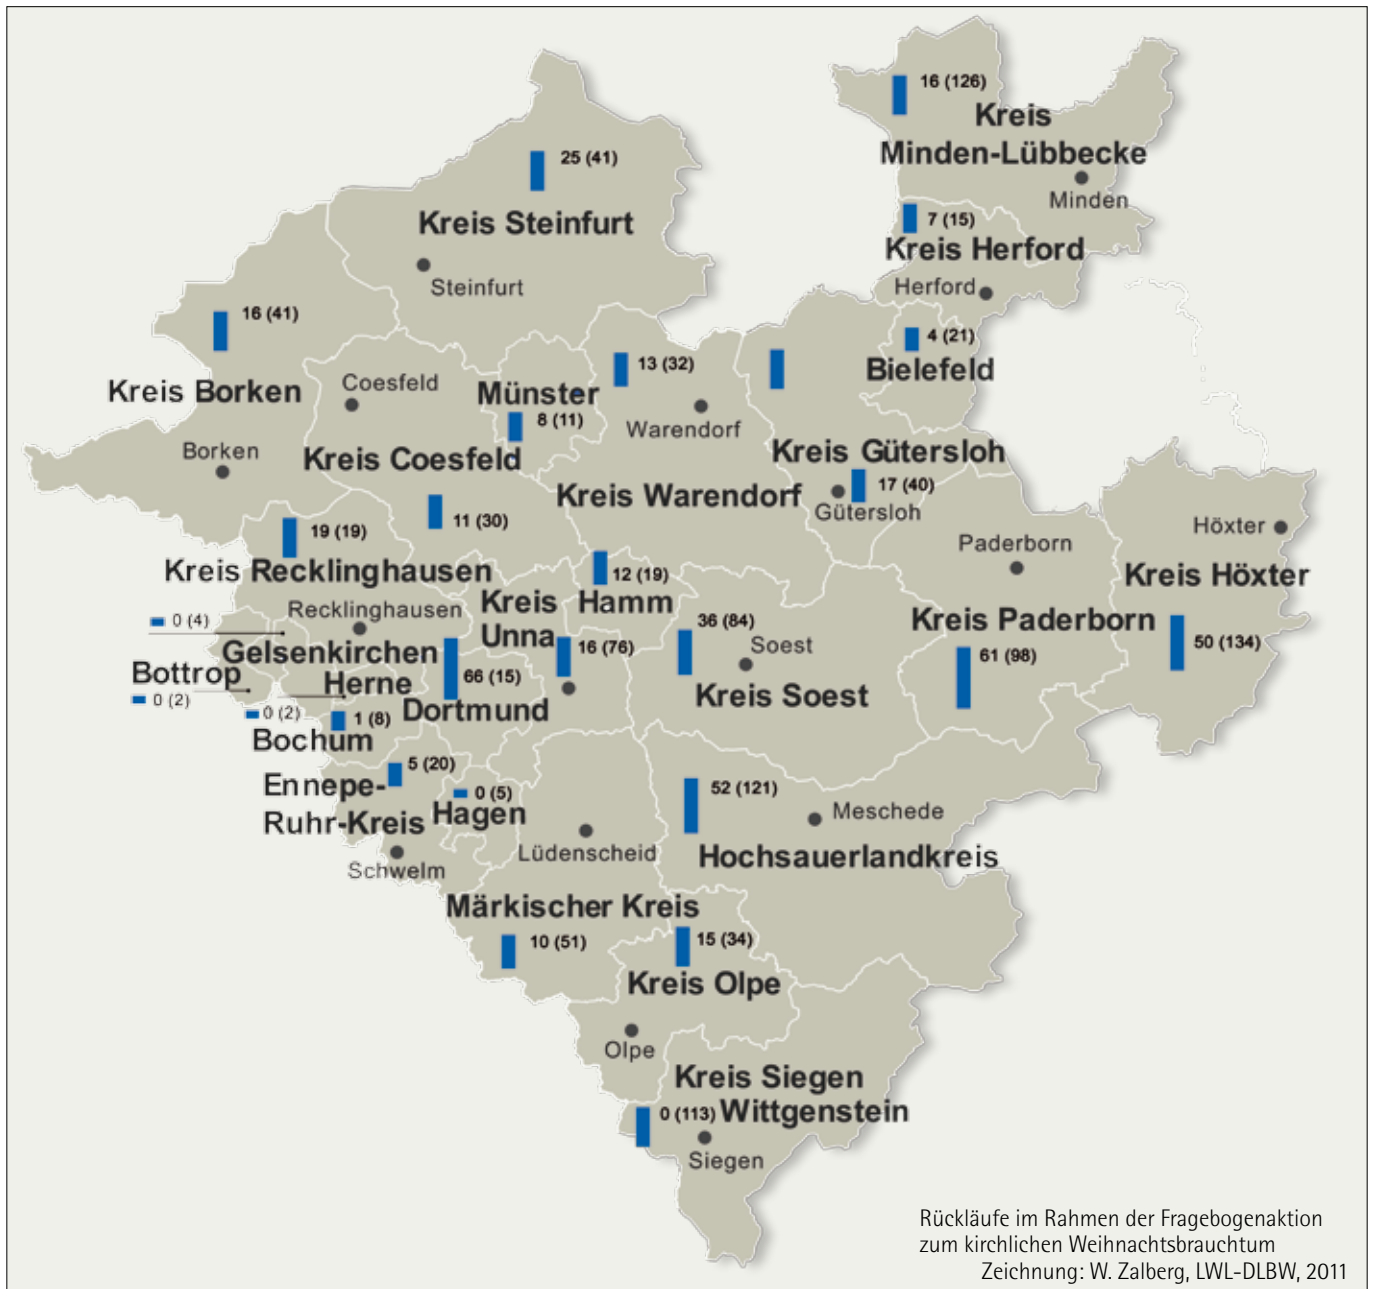 16 (126)
Kreis
Minden-Lübbecke
Minden
25 (41)
Kreis Steinfurt
Steinfurt
7 (15)
Kreis Herford
Herford
16 (41)
Kreis Borken
Borken
Coesfeld
Kreis Coesfeld
11 (30)
Münster
8 (11)
13 (32)
Warendorf
Kreis Warendorf
4 (21)
Bielefeld
Kreis Gütersloh
17 (40)
Gütersloh
Paderborn
Kreis Paderborn
61 (98)
Höxter
Kreis Höxter
50 (134)
19 (19)
Kreis Recklinghausen
Recklinghausen
12 (19)
Hamm
Kreis
Unna
16 (76)
36 (84)
Soest
Kreis Soest
0 (4)
Gelsenkirchen
Bottrop
0 (2)
Herne
0 (2)
66 (15)
Dortmund
1 (8)
Bochum
5 (20)
Ennepe-
Ruhr-Kreis
Schwelm
0 (5)
Hagen
Lüdenscheid
Märkischer Kreis
10 (51)
52 (121)
Meschede
Hochsauerlandkreis
15 (34)
Kreis Olpe
Olpe
Kreis Siegen
0 (113) Wittgenstein
Siegen
Rückläufe im Rahmen der Fragebogenaktion
zum kirchlichen Weihnachtsbrauchtum
Zeichnung: W. Zalberg, LWL-DLBW, 2011